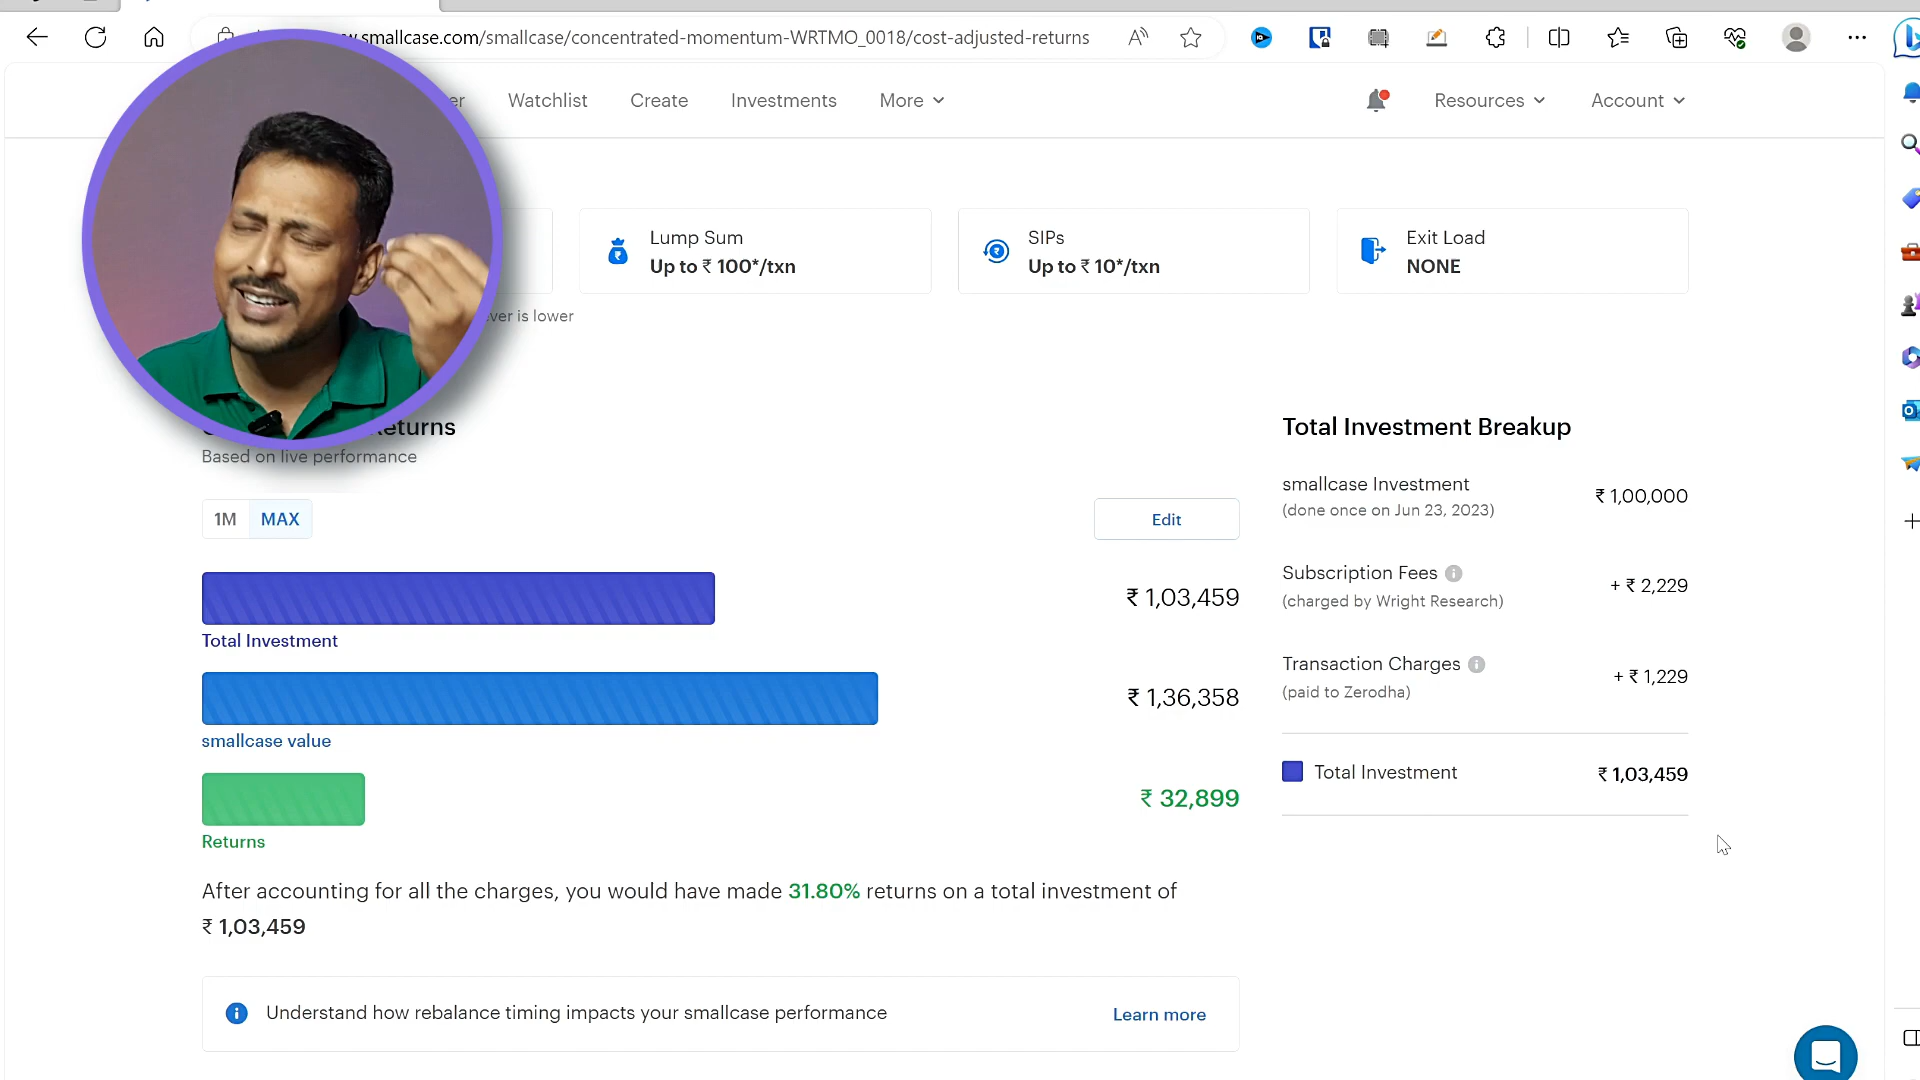 smallcase.com/smallcase/concentrated-momentum-WRTMO_0018/cost-adjusted-returns
Watchlist
Create
Investments
More
Resources
Account
Lump Sum
Up to ₹ 100*/txn
SIPs
Up to ₹ 10*/txn
Exit Load
NONE
is lower
Based on live performance
1M
MAX
Edit
₹ 1,03,459
Total Investment
₹ 1,36,358
smallcase value
₹ 32,899
Returns
After accounting for all the charges, you would have made 31.80% returns on a total investment of
₹ 1,03,459
Understand how rebalance timing impacts your smallcase performance
Learn more
Total Investment Breakup
smallcase Investment
₹ 1,00,000
(done once on Jun 23, 2023)
Subscription Fees
+ ₹ 2,229
(charged by Wright Research)
Transaction Charges
+ ₹ 1,229
(paid to Zerodha)
Total Investment
₹ 1,03,459